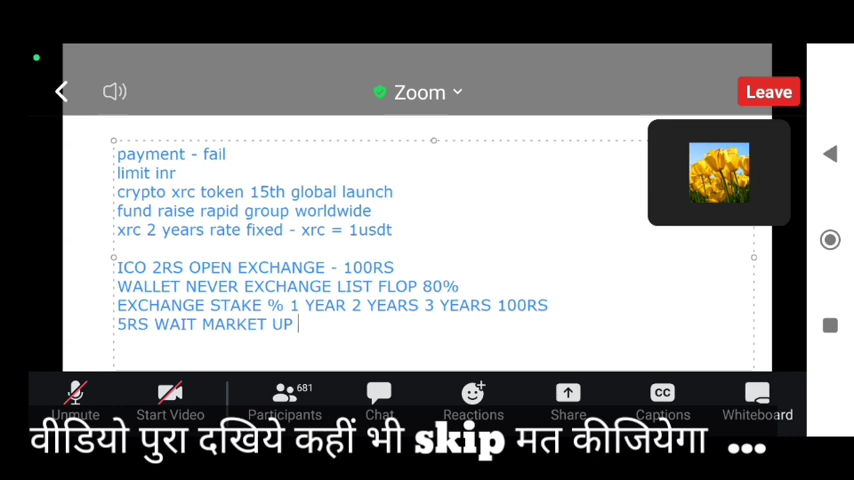 Zoom
Leave
payment - fail
limit inr
crypto xrc token 15th global launch
fund raise rapid group worldwide
xrc 2 years rate fixed - xrc = 1usdt
ICO 2RS OPEN EXCHANGE - 100RS
WALLET NEVER EXCHANGE LIST FLOP 80%
EXCHANGE STAKE % 1 YEAR 2 YEARS 3 YEARS 100RS
5RS WAIT MARKET UP
681
CC
Unmute Start Video Participants Chat Reactions Share Captions Whiteboard
वीडियो पुरा दखिये कहीं भी skip मत कीजियेगा ...